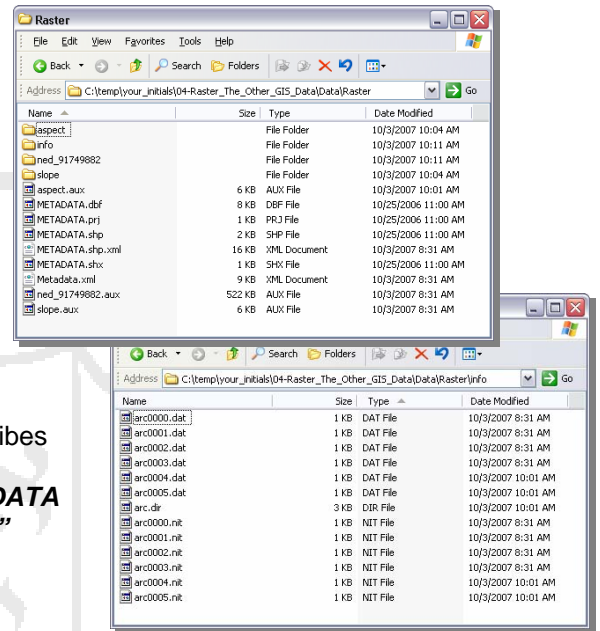 Raster
File Edit View Favorites Tools Help
Back Search Folders
Address C:\temp\your_initials\04-Raster_The_Other_GIS_Data\Data\Raster Go
Name Size Type Date Modified
aspect File Folder 10/3/2007 10:04 AM
info File Folder 10/3/2007 10:11 AM
ned_91749882 File Folder 10/3/2007 10:11 AM
slope File Folder 10/3/2007 10:04 AM
aspect.aux 6 KB AUX File 10/3/2007 10:01 AM
METADATA.dbf 8 KB DBF File 10/25/2006 11:00 AM
METADATA.prj 1 KB PRJ File 10/25/2006 11:00 AM
METADATA.shp 2 KB SHP File 10/25/2006 11:00 AM
METADATA.shp.xml 16 KB XML Document 10/3/2007 8:31 AM
METADATA.shx 1 KB SHX File 10/25/2006 11:00 AM
Metadata.xml 9 KB XML Document 10/3/2007 8:31 AM
ned_91749882.aux 522 KB AUX File 10/3/2007 8:31 AM
slope.aux 6 KB AUX File 10/3/2007 8:31 AM
Back Search Folders
Address C:\temp\your_initials\04-Raster_The_Other_GIS_Data\Data\Raster\info Go
Name Size Type Date Modified
arc0000.dat 1 KB DAT File 10/3/2007 8:31 AM
arc0001.dat 1 KB DAT File 10/3/2007 8:31 AM
arc0002.dat 1 KB DAT File 10/3/2007 8:31 AM
arc0003.dat 1 KB DAT File 10/3/2007 8:31 AM
arc0004.dat 1 KB DAT File 10/3/2007 10:01 AM
arc0005.dat 1 KB DAT File 10/3/2007 10:01 AM
arc.dir 3 KB DIR File 10/3/2007 10:01 AM
arc0000.nit 1 KB NIT File 10/3/2007 8:31 AM
arc0001.nit 1 KB NIT File 10/3/2007 8:31 AM
arc0002.nit 1 KB NIT File 10/3/2007 8:31 AM
arc0003.nit 1 KB NIT File 10/3/2007 8:31 AM
arc0004.nit 1 KB NIT File 10/3/2007 10:01 AM
arc0005.nit 1 KB NIT File 10/3/2007 10:01 AM
ibes
DATA
”